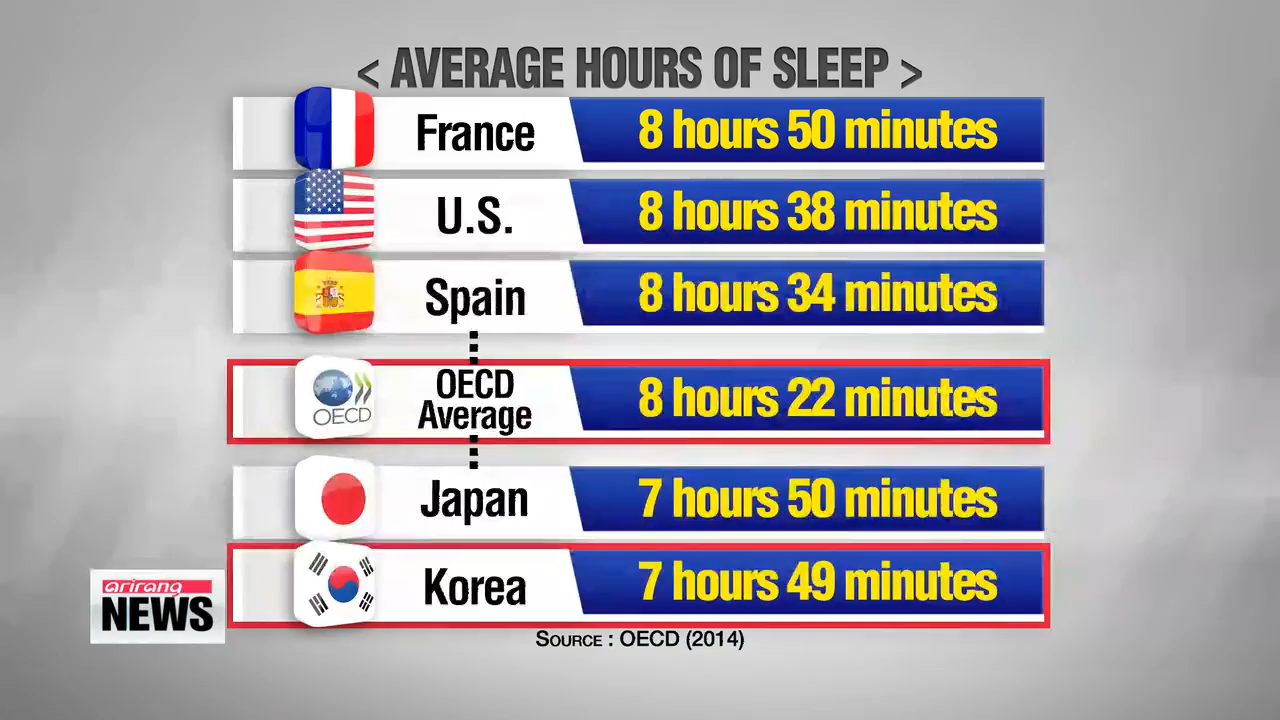 < AVERAGE HOURS OF SLEEP >
France 8 hours 50 minutes
U.S. 8 hours 38 minutes
Spain 8 hours 34 minutes
OECD
OECD
Average
8 hours 22 minutes
Japan 7 hours 50 minutes
Korea 7 hours 49 minutes
arirang
NEWS
SOURCE : OECD (2014)